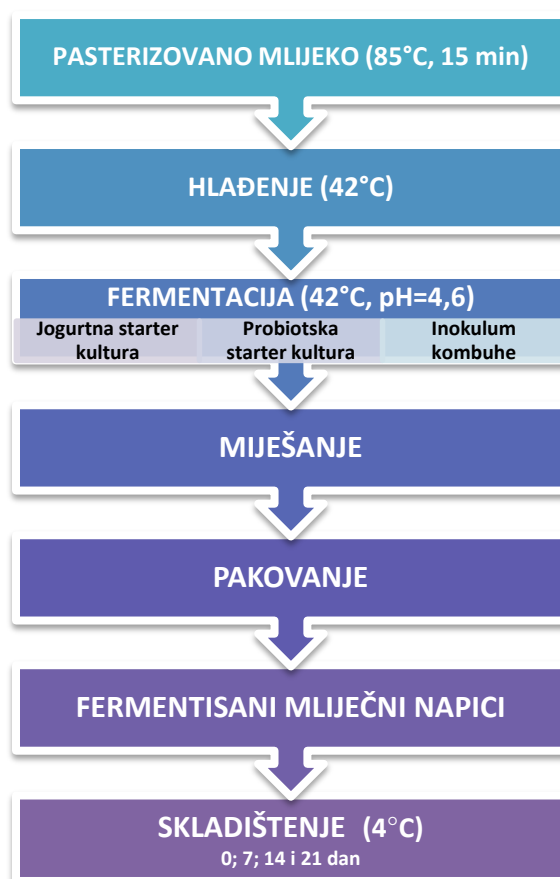 PASTERIZOVANO MLIJEKO (85°C, 15 min)
HLAĐENJE (42°C)
FERMENTACIJA (42°C, pH=4,6)
Jogurtna starter kultura
Probiotska starter kultura
Inokulum kombuhe
MIJEŠANJE
PAKOVANJE
FERMENTISANI MLIJEČNI NAPICI
SKLADIŠTENJE (4°C)
0; 7; 14 i 21 dan